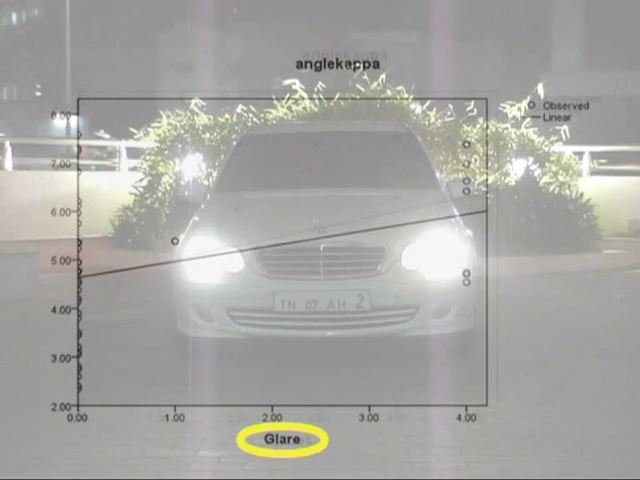 anglekappa
Observed
Linear
8.00
7.00
6.00
5.00
4.00
3.00
2.00
0.00 1.00 2.00 3.00 4.00
Glare
TN 07 AH 2